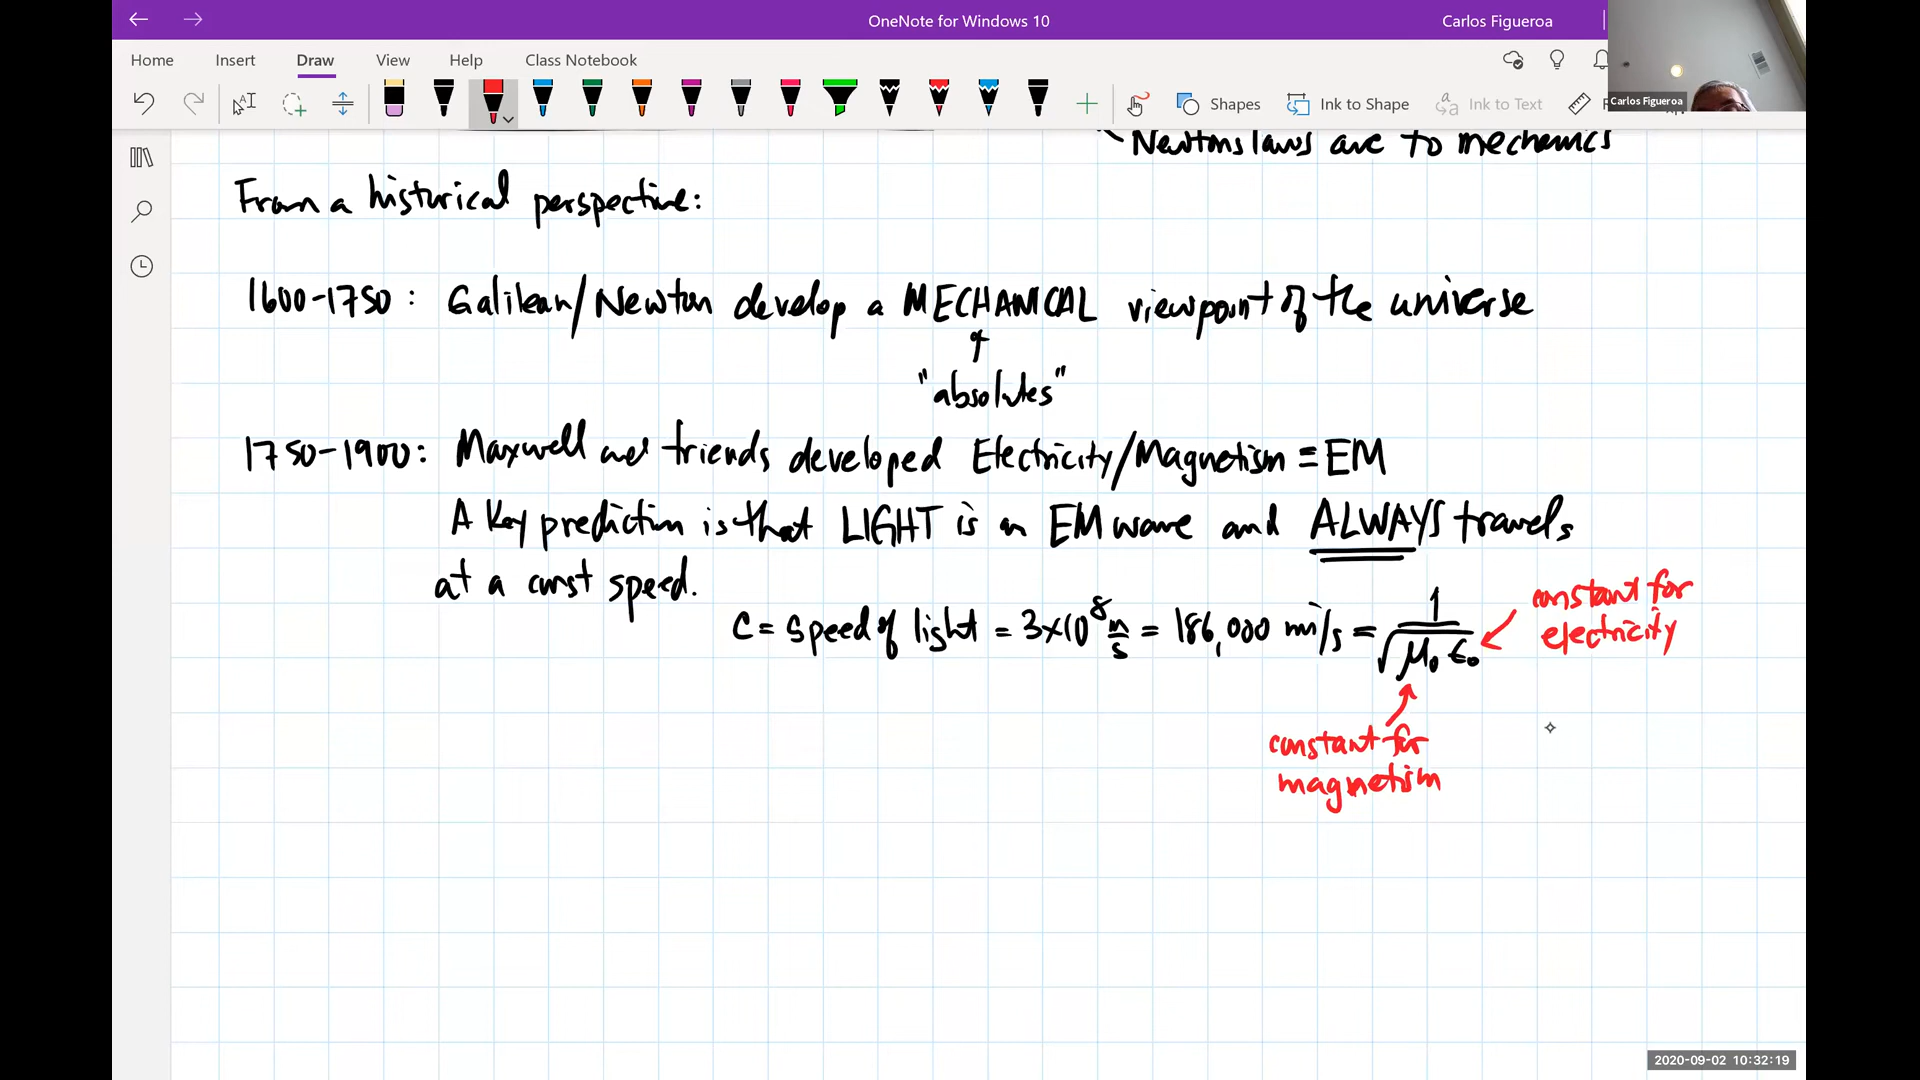 OneNote for Windows 10
Carlos Figueroa
Home Insert Draw View Help Class Notebook
Carlos Figueroa
Shapes Ink to Shape Ink to Text
Newtons laws are to mechanics
From a historical perspective:
1600-1750: Galilean/Newton develop a MECHANICAL viewpoint of the universe
"absolutes"
1750-1900: Maxwell and friends developed Electricity/Magnetism ≡ EM
A key prediction is that LIGHT is an EM wave and ALWAYS travels
at a const speed.
c = speed of light = 3×10⁸ m/s = 186,000 mi/s = 1/√(μ₀ ε₀)
constant for
electricity
constant for
magnetism
2020-09-02 10:32:19